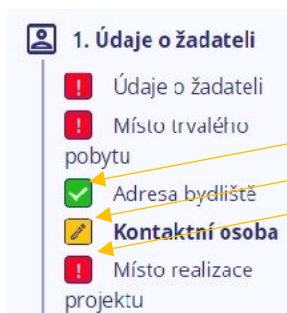 1. Údaje o žadateli
Údaje o žadateli
Místo trvalého
pobytu
Adresa bydliště
Kontaktní osoba
Místo realizace
projektu